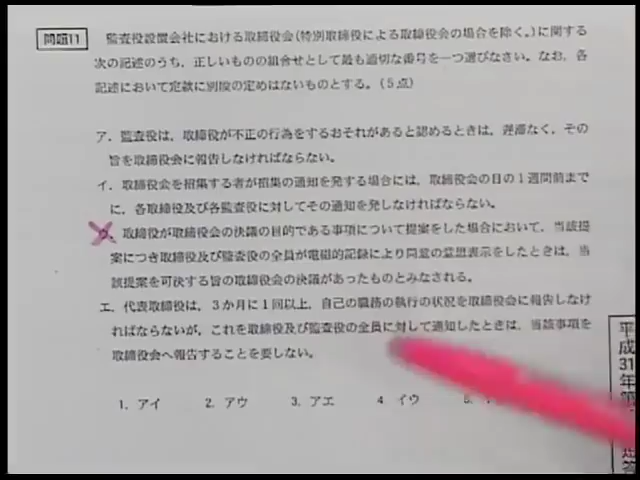 問題11 監査役設置会社における取締役会(特別取締役による取締役会の場合を除く。)に関する
次の記述のうち、正しいものの組合せとして最も適切な番号を一つ選びなさい。なお、各
記述において定款に別段の定めはないものとする。(5点)
ア. 監査役は、取締役が不正の行為をするおそれがあると認めるときは、遅滞なく、その
旨を取締役会に報告しなければならない。
イ. 取締役会を招集する者が招集の通知を発する場合には、取締役会の日の1週間前まで
に、各取締役及び各監査役に対してその通知を発しなければならない。
取締役が取締役会の決議の目的である事項について提案をした場合において、当該提
案につき取締役及び監査役の全員が電磁的記録により同意の意思表示をしたときは、当
該提案を可決する旨の取締役会の決議があったものとみなされる。
エ. 代表取締役は、3か月に1回以上、自己の職務の執行の状況を取締役会に報告しなけ
ればならないが、これを取締役及び監査役の全員に対して通知したときは、当該事項を
取締役会へ報告することを要しない。
1. アイ 2. アウ 3. アエ 4. イウ 5.
平成31年
短答